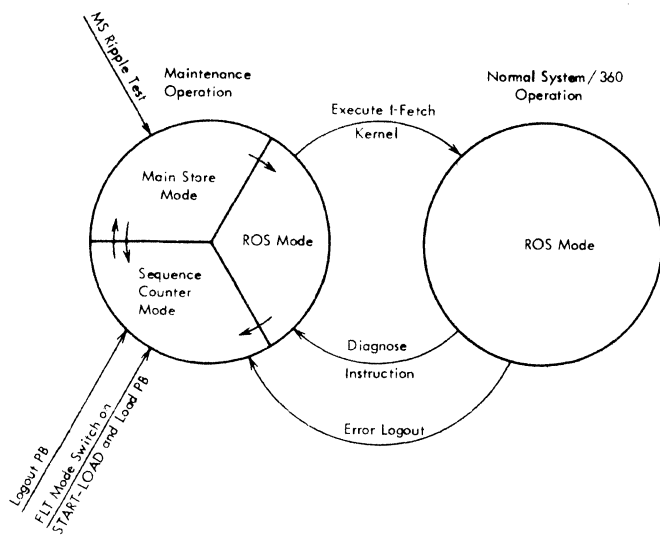 MS Ripple Test
Maintenance
Operation
Normal System/360
Operation
Execute I-Fetch
Kernel
Main Store
Mode
ROS Mode
ROS Mode
Sequence
Counter
Mode
Diagnose
Instruction
Error Logout
Logout PB
FLT Mode Switch on
START-LOAD and Load PB